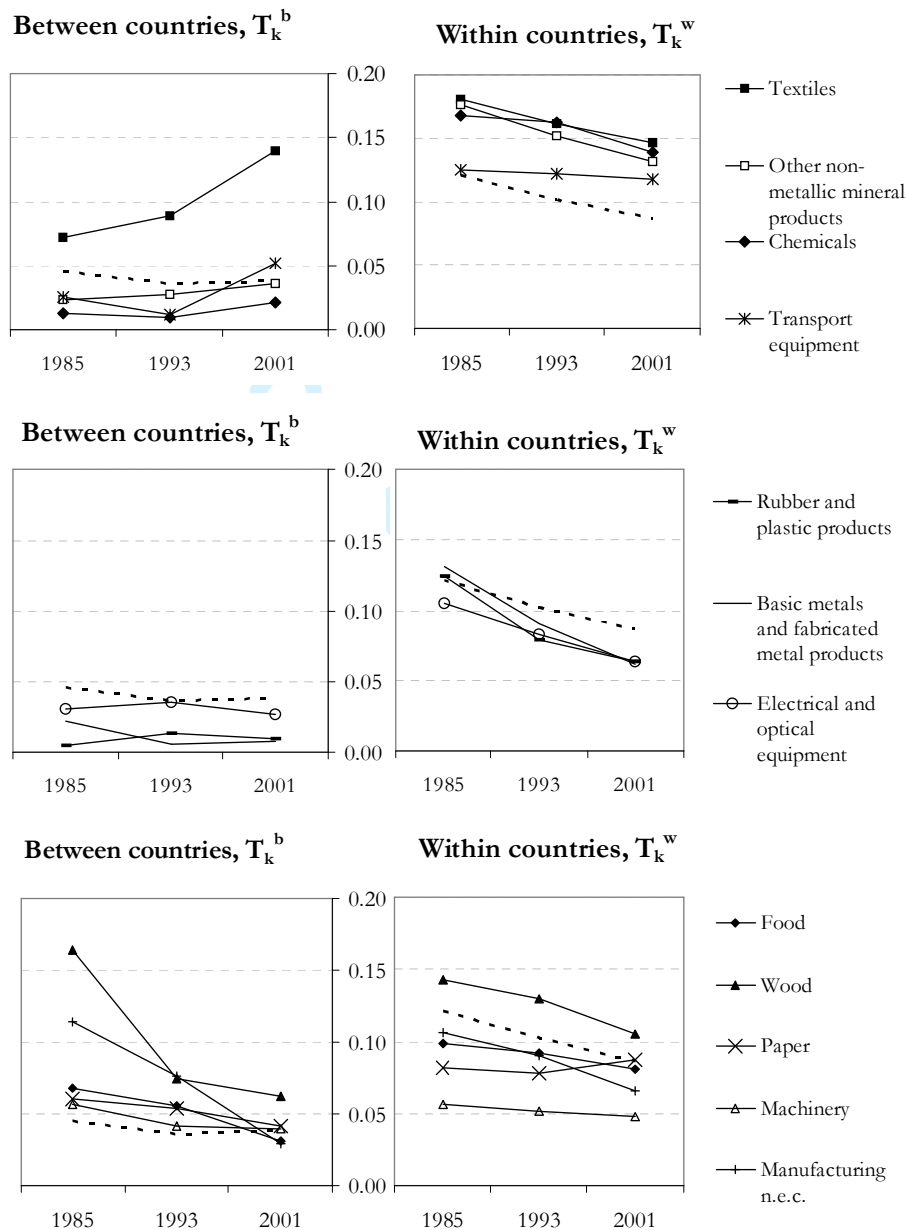 Between countries, Tₖᵇ
Within countries, Tₖʷ
0.20
0.15
0.10
0.05
0.00
1985 1993 2001
1985 1993 2001
Textiles
Other non-
metallic mineral
products
Chemicals
Transport
equipment
Between countries, Tₖᵇ
Within countries, Tₖʷ
0.20
0.15
0.10
0.05
0.00
1985 1993 2001
1985 1993 2001
Rubber and
plastic products
Basic metals
and fabricated
metal products
Electrical and
optical
equipment
Between countries, Tₖᵇ
Within countries, Tₖʷ
0.20
0.15
0.10
0.05
0.00
1985 1993 2001
1985 1993 2001
Food
Wood
Paper
Machinery
Manufacturing
n.e.c.